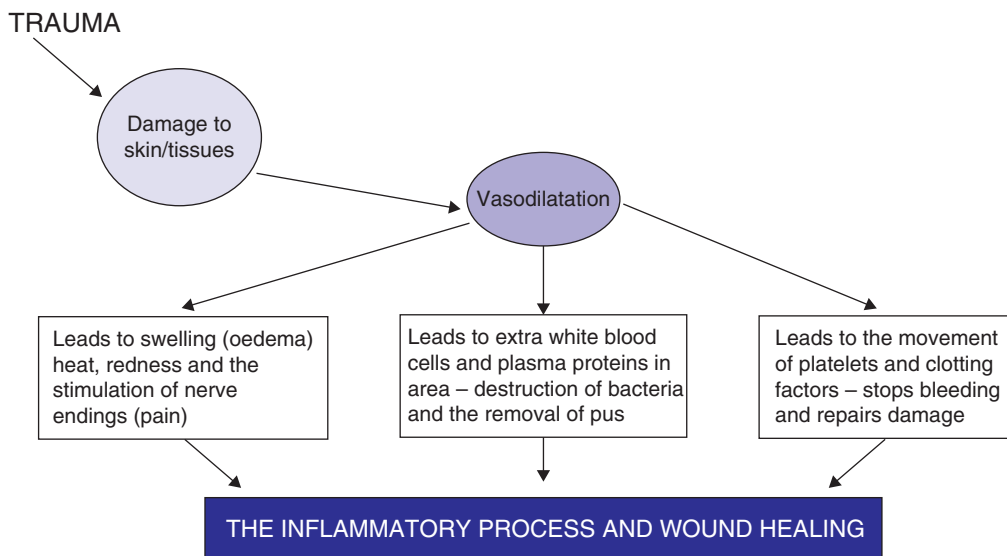 TRAUMA
Damage to
skin/tissues
Vasodilatation
Leads to swelling (oedema)
heat, redness and the
stimulation of nerve
endings (pain)
Leads to extra white blood
cells and plasma proteins in
area – destruction of bacteria
and the removal of pus
Leads to the movement
of platelets and clotting
factors – stops bleeding
and repairs damage
THE INFLAMMATORY PROCESS AND WOUND HEALING